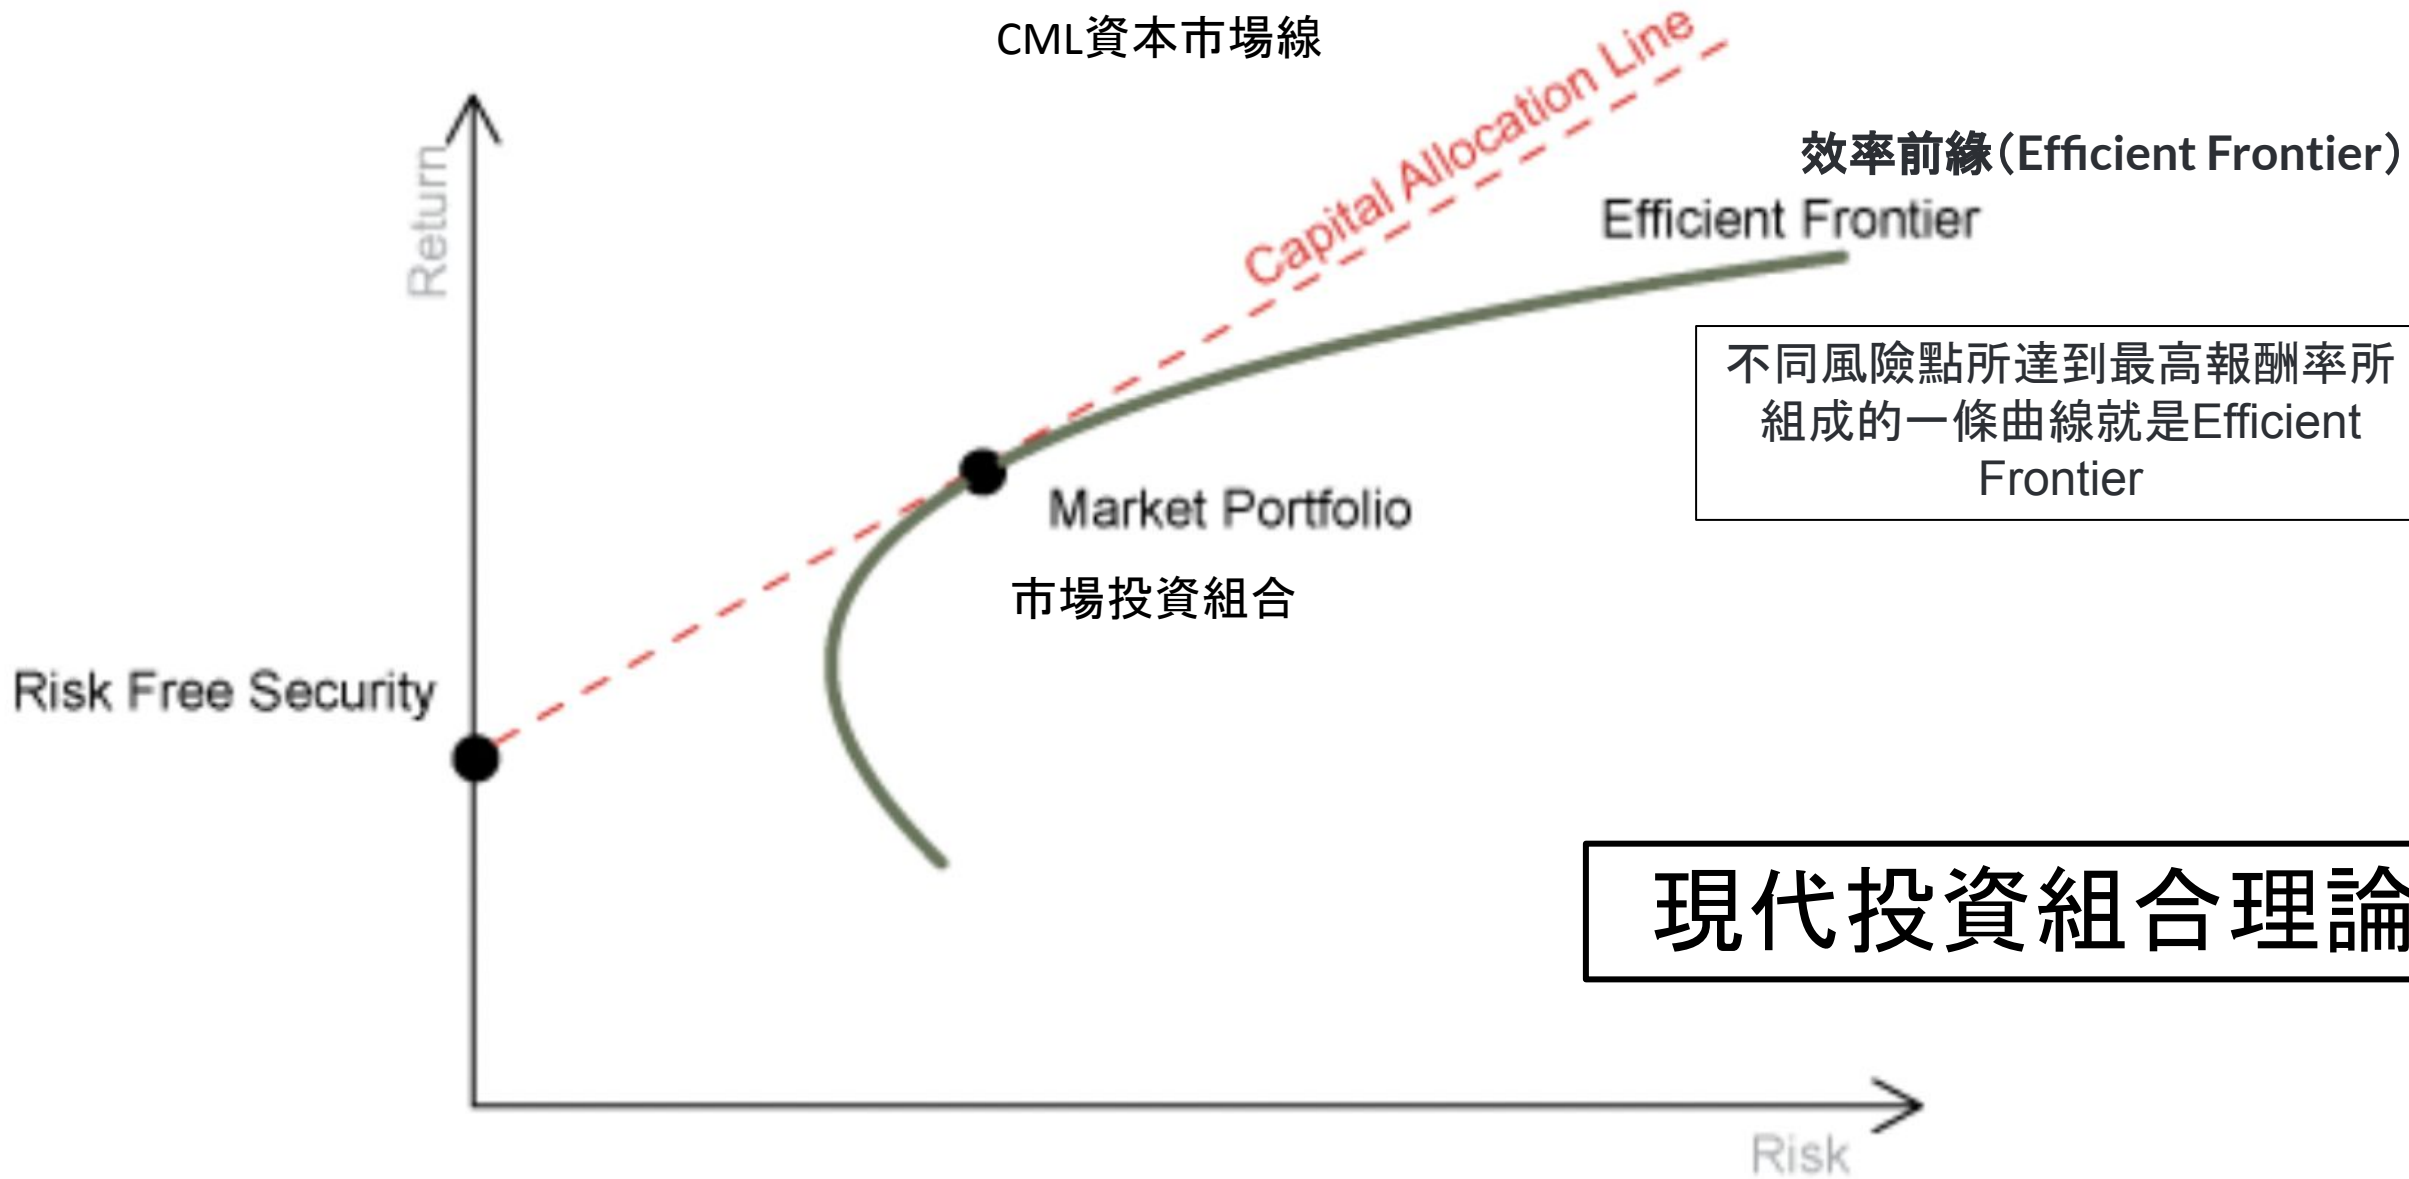 CML資本市場線
Capital Allocation Line
Return
效率前緣（Efficient Frontier）
Efficient Frontier
不同風險點所達到最高報酬率所
組成的一條曲線就是Efficient
Frontier
Market Portfolio
市場投資組合
Risk Free Security
現代投資組合理論
Risk